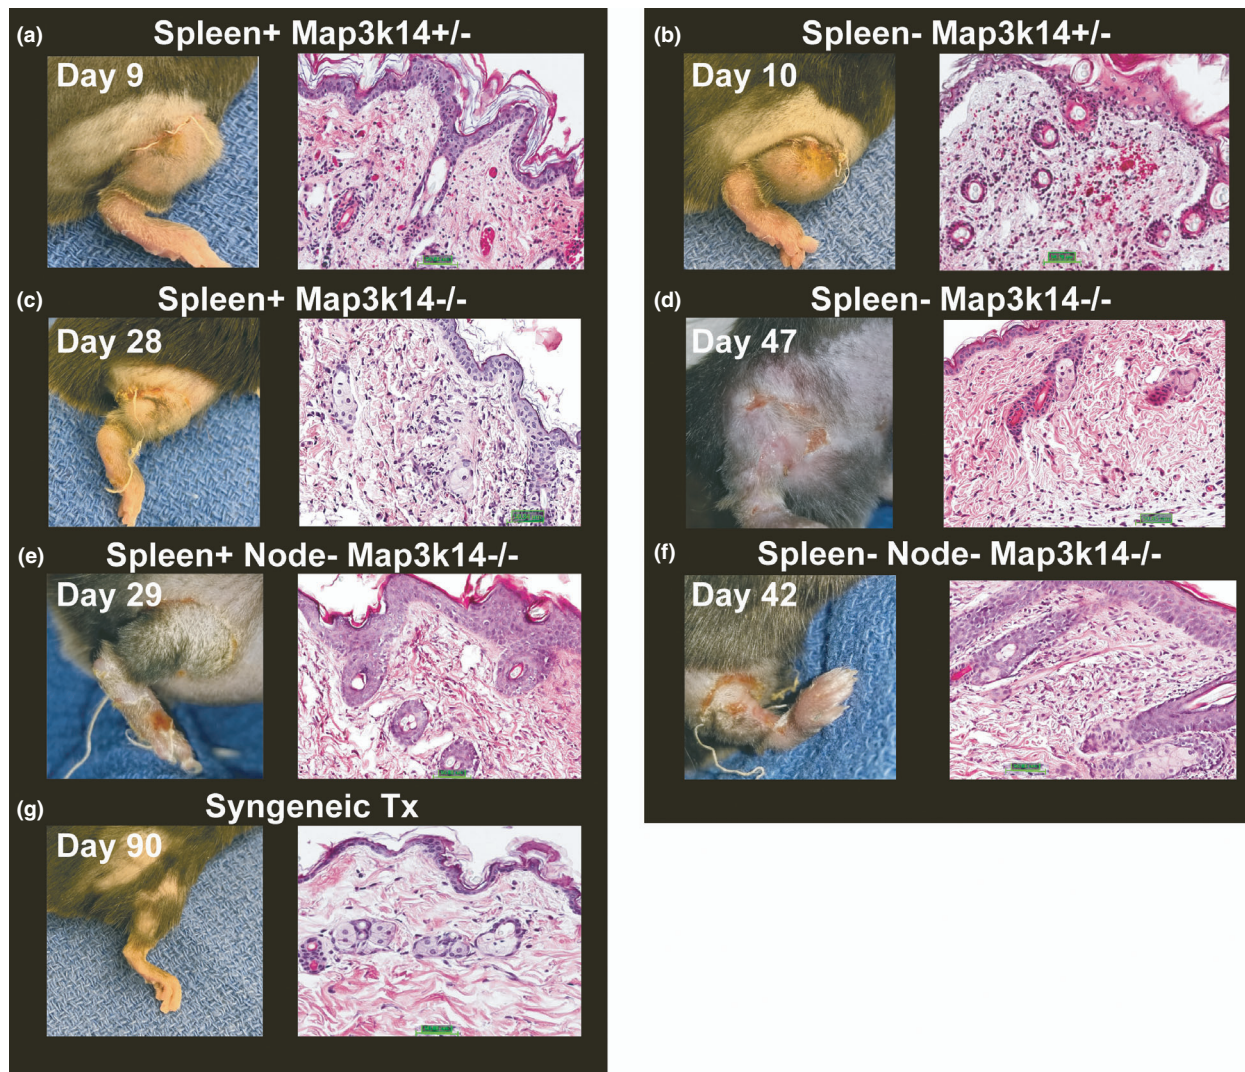 (a) Spleen+ Map3k14+/-
Day 9
(b) Spleen- Map3k14+/-
Day 10
(c) Spleen+ Map3k14-/-
Day 28
(d) Spleen- Map3k14-/-
Day 47
(e) Spleen+ Node- Map3k14-/-
Day 29
(f) Spleen- Node- Map3k14-/-
Day 42
(g) Syngeneic Tx
Day 90